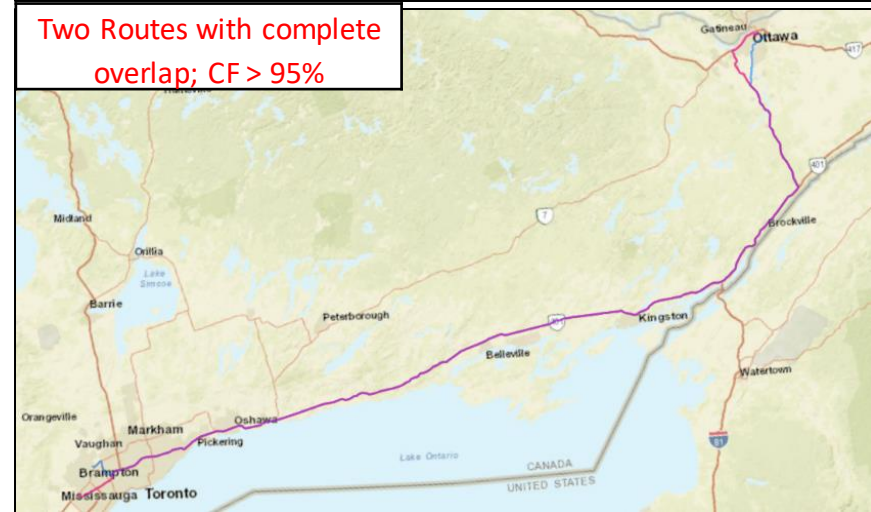 Two Routes with complete
overlap; CF > 95%
Gatineau
Ottawa
417
401
Midland
7
Brockville
Orillia
Lake
Simcoe
Barrie
Peterborough
401
Kingston
Belleville
Watertown
Orangeville
Markham
Oshawa
Vaughan
Pickering
81
Lake Ontario
CANADA
UNITED STATES
Brampton
Mississauga
Toronto